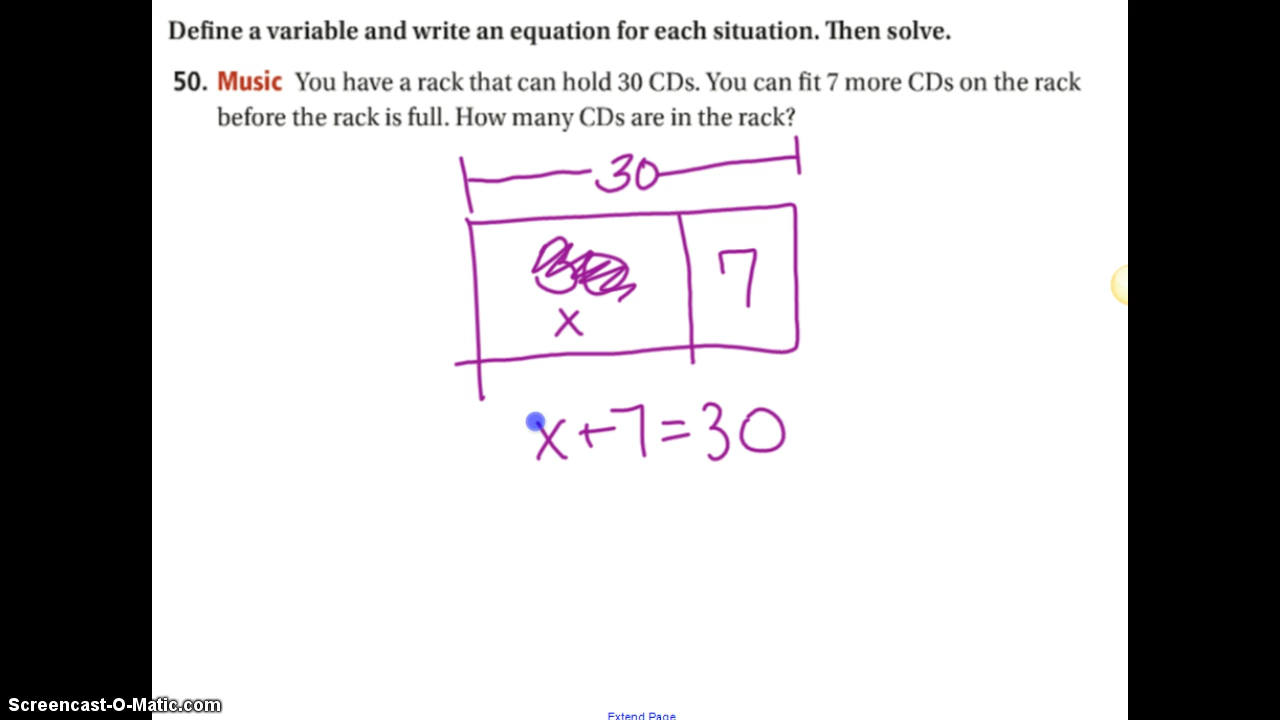 Define a variable and write an equation for each situation. Then solve.
50. Music You have a rack that can hold 30 CDs. You can fit 7 more CDs on the rack
before the rack is full. How many CDs are in the rack?
30
7
x
x+7=30
Screencast-O-Matic.com
Extend Page